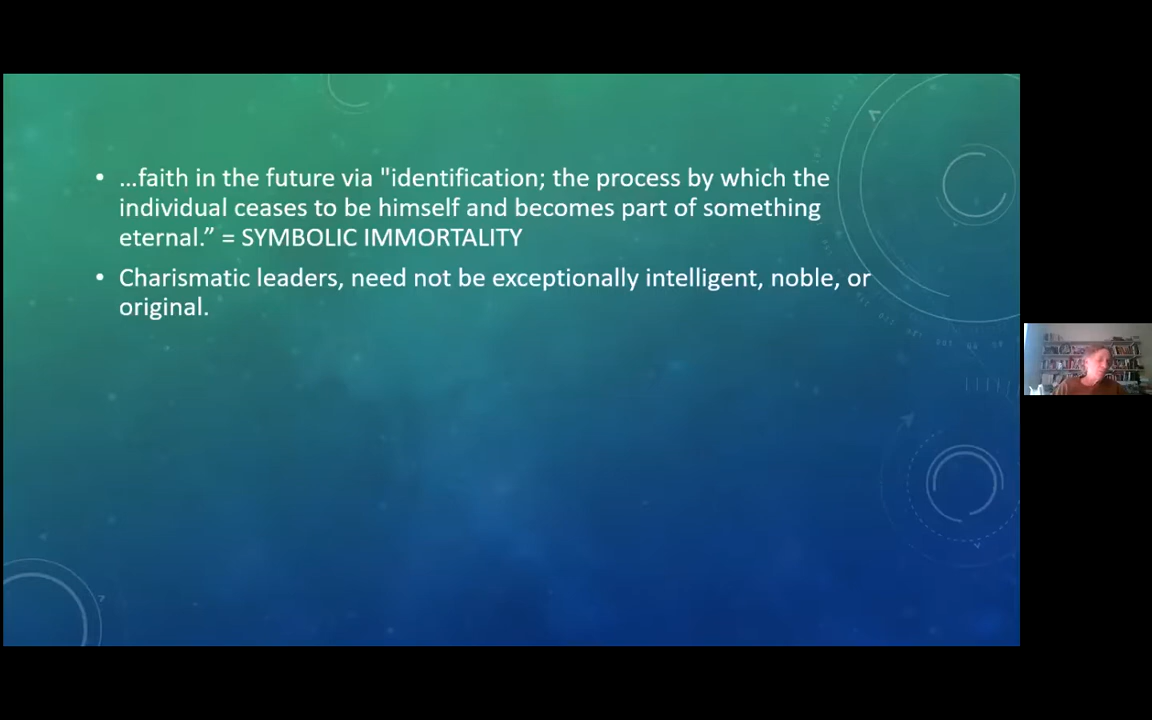 • …faith in the future via "identification; the process by which the
individual ceases to be himself and becomes part of something
eternal.” = SYMBOLIC IMMORTALITY
• Charismatic leaders, need not be exceptionally intelligent, noble, or
original.